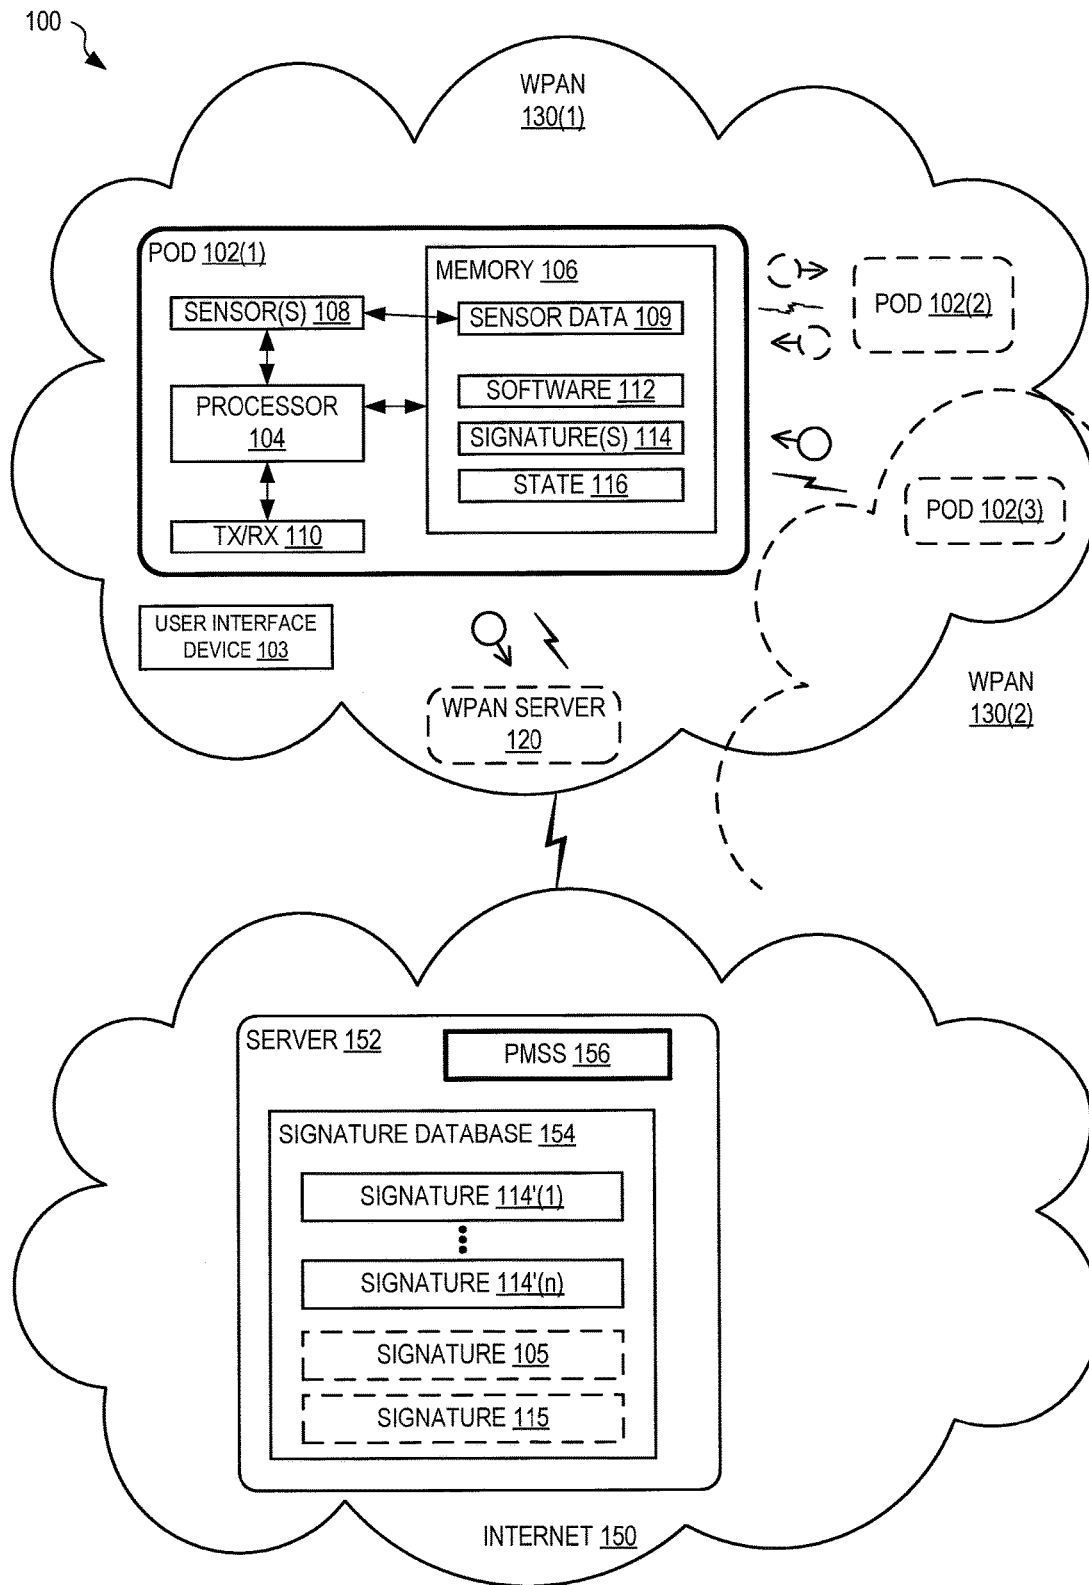 100
WPAN
130(1)
POD 102(1)
MEMORY 106
SENSOR(S) 108
SENSOR DATA 109
POD 102(2)
PROCESSOR
104
SOFTWARE 112
SIGNATURE(S) 114
STATE 116
TX/RX 110
POD 102(3)
USER INTERFACE
DEVICE 103
WPAN SERVER
120
WPAN
130(2)
SERVER 152
PMSS 156
SIGNATURE DATABASE 154
SIGNATURE 114'(1)
SIGNATURE 114'(n)
SIGNATURE 105
SIGNATURE 115
INTERNET 150